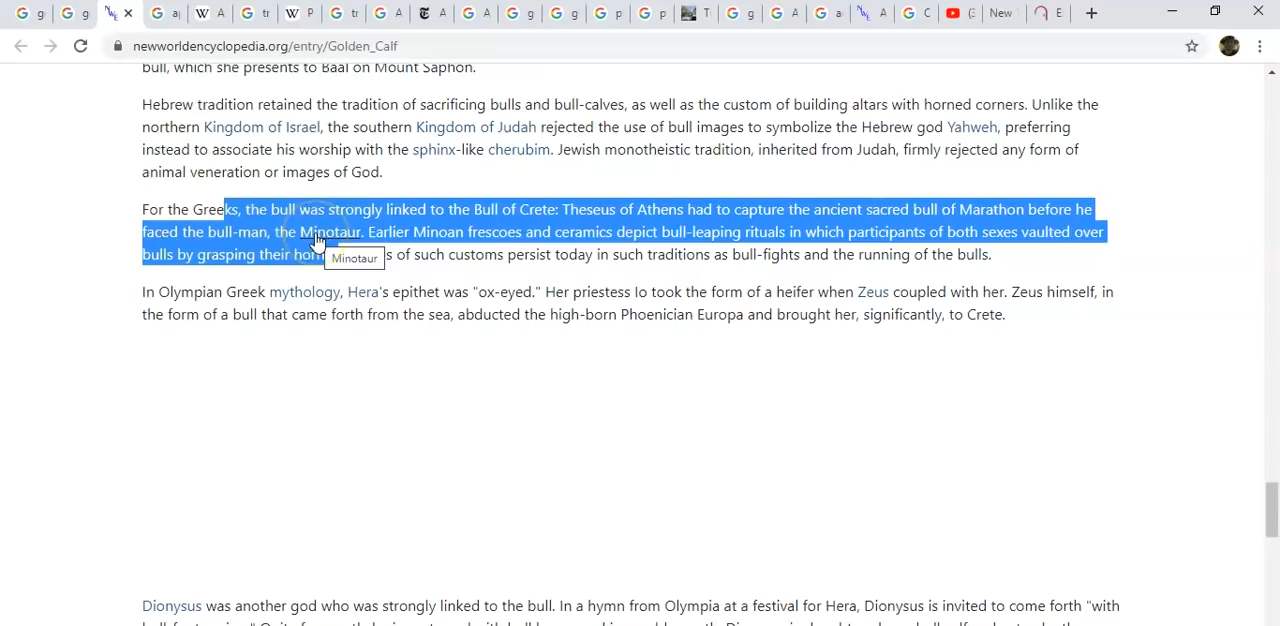 g
g
a
A
tr
P
tr
A
A
A
g
g
p
p
T
g
A
a
A
C
(3
New
E
newworldencyclopedia.org/entry/Golden_Calf
bull, which she presents to Baal on Mount Saphon.
Hebrew tradition retained the tradition of sacrificing bulls and bull-calves, as well as the custom of building altars with horned corners. Unlike the
northern Kingdom of Israel, the southern Kingdom of Judah rejected the use of bull images to symbolize the Hebrew god Yahweh, preferring
instead to associate his worship with the sphinx-like cherubim. Jewish monotheistic tradition, inherited from Judah, firmly rejected any form of
animal veneration or images of God.
For the Greeks, the bull was strongly linked to the Bull of Crete: Theseus of Athens had to capture the ancient sacred bull of Marathon before he
faced the bull-man, the Minotaur. Earlier Minoan frescoes and ceramics depict bull-leaping rituals in which participants of both sexes vaulted over
bulls by grasping their hor s of such customs persist today in such traditions as bull-fights and the running of the bulls.
Minotaur
In Olympian Greek mythology, Hera's epithet was "ox-eyed." Her priestess Io took the form of a heifer when Zeus coupled with her. Zeus himself, in
the form of a bull that came forth from the sea, abducted the high-born Phoenician Europa and brought her, significantly, to Crete.
Dionysus was another god who was strongly linked to the bull. In a hymn from Olympia at a festival for Hera, Dionysus is invited to come forth "with